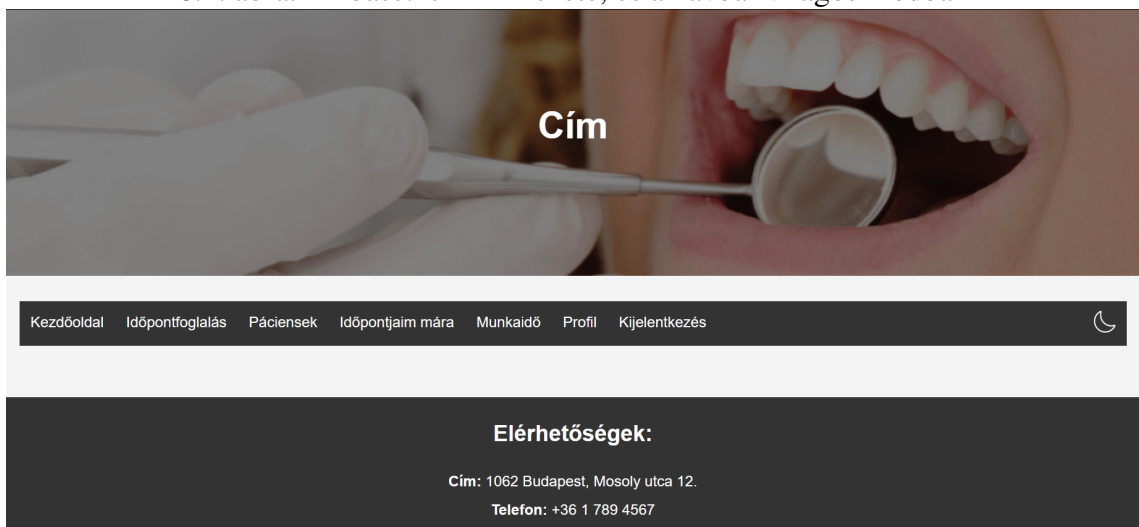 Cím
Kezdőoldal Időpontfoglalás Páciensek Időpontjaim mára Munkaidő Profil Kijelentkezés
Elérhetőségek:
Cím: 1062 Budapest, Mosoly utca 12.
Telefon: +36 1 789 4567